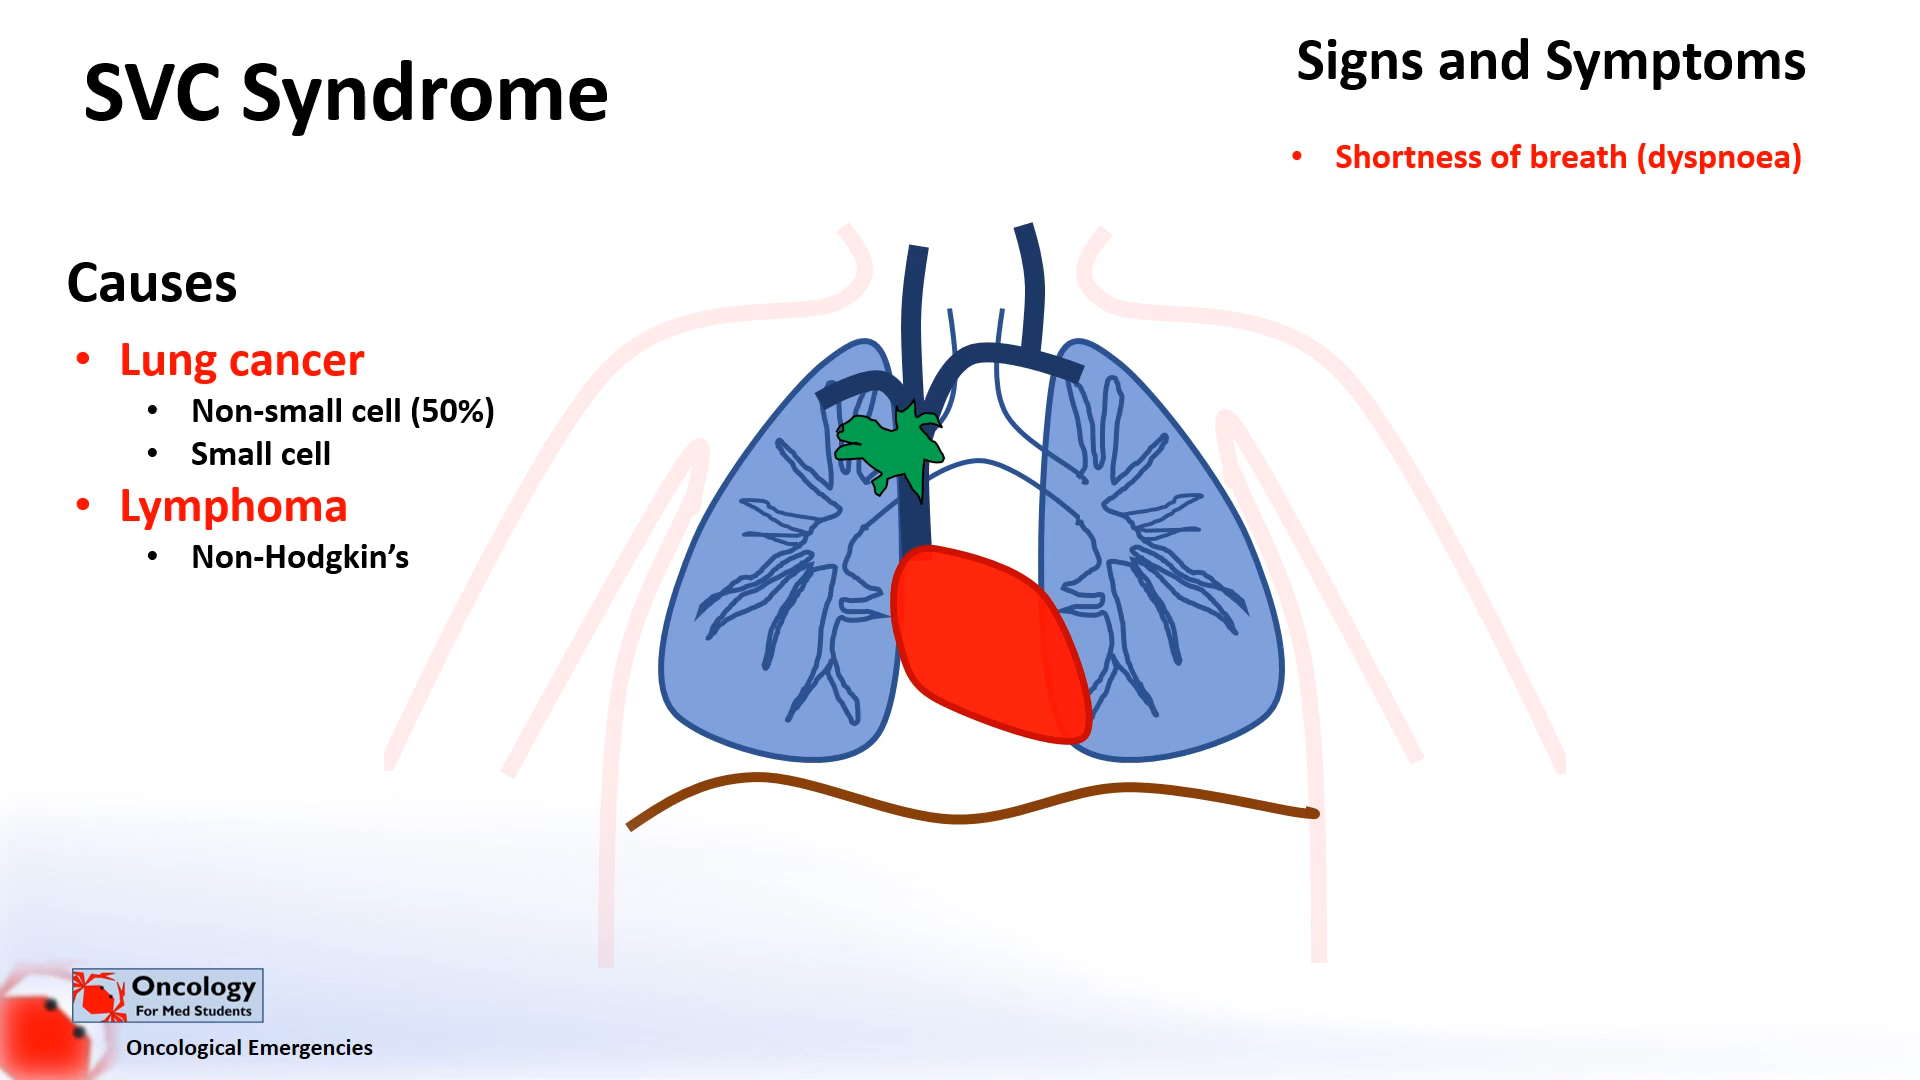 SVC Syndrome
Signs and Symptoms
• Shortness of breath (dyspnoea)
Causes
• Lung cancer
• Non-small cell (50%)
• Small cell
• Lymphoma
• Non-Hodgkin’s
Oncology
For Med Students
Oncological Emergencies